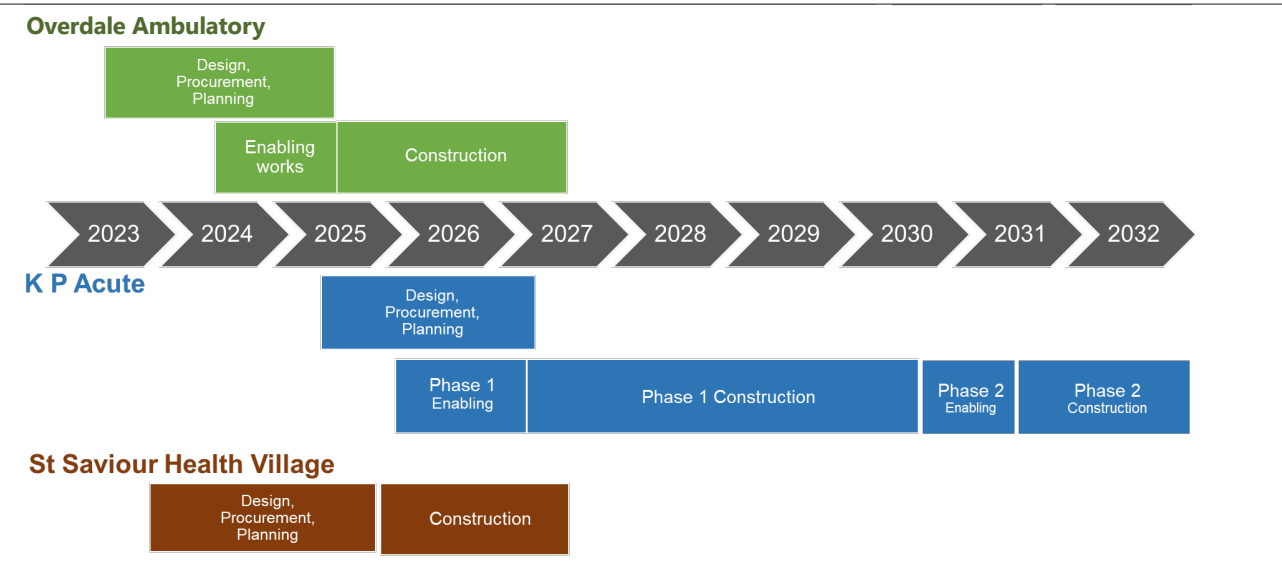 Overdale Ambulatory
Design,
Procurement,
Planning
Enabling
works
Construction
2023
2024
2025
2026
2027
2028
2029
2030
2031
2032
K P Acute
Design,
Procurement,
Planning
Phase 1
Enabling
Phase 1 Construction
Phase 2
Enabling
Phase 2
Construction
St Saviour Health Village
Design,
Procurement,
Planning
Construction